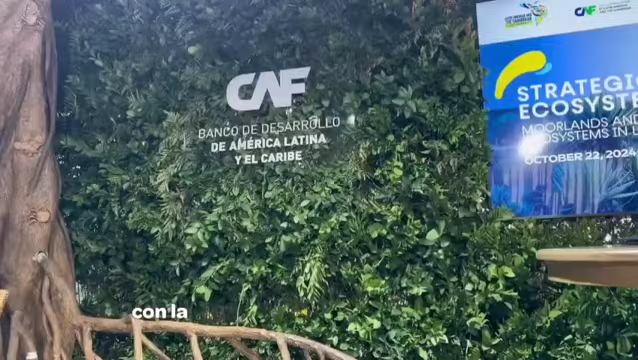 CAF
BANCO DE DESARROLLO
DE AMÉRICA LATINA
Y EL CARIBE
CAF
STRATEGIC
ECOSYSTE
MOORLANDS AND
ECOSYSTEMS IN L
OCTOBER 22, 2024
con la